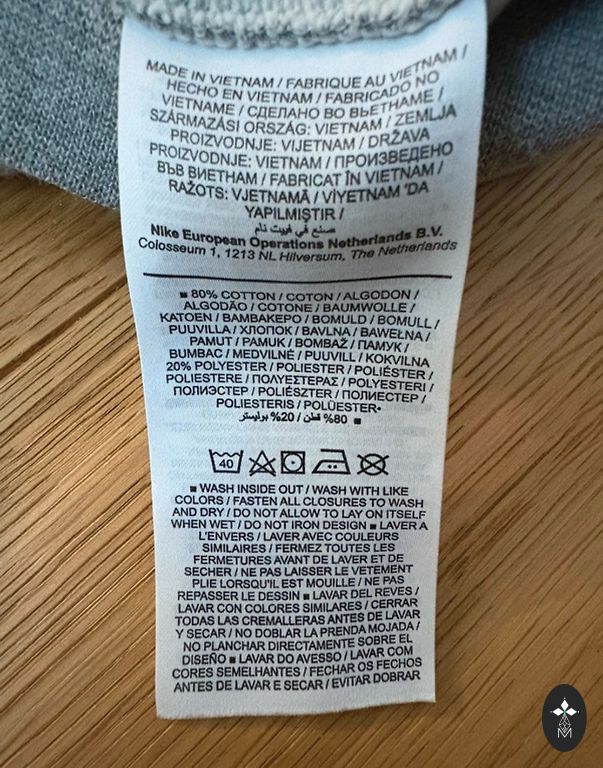 MADE IN VIETNAM / FABRIQUE AU VIETNAM /
HECHO EN VIETNAM / FABRICADO NO
VIETNAME / СДЕЛАНО ВО ВЬЕТНАМЕ /
SZÁRMAZÁSI ORSZÁG: VIETNAM / ZEMLJA
PROIZVODNJE: VIJETNAM / DRŽAVA
PROIZVODNJE: VIETNAM / ПРОИЗВЕДЕНО
ВЪВ ВИЕТНАМ / FABRICAT ÎN VIETNAM /
RAŽOTS: VJETNAMĀ / VİYETNAM 'DA
YAPILMIŞTIR /
صنع في فييت نام
Nike European Operations Netherlands B.V.
Colosseum 1, 1213 NL Hilversum, The Netherlands
■ 80% COTTON / COTON / ALGODON /
ALGODÃO / COTONE / BAUMWOLLE /
KATOEN / ΒΑΜΒΑΚΕΡΟ / BOMULD / BOMULL /
PUUVILLA / ХЛОПОК / BAVLNA / BAWEŁNA /
PAMUT / PAMUK / BOMBAŽ / ПАМУК /
BUMBAC / MEDVILNĖ / PUUVILL / KOKVILNA
20% POLYESTER / POLIESTER / POLIÉSTER /
POLIESTERE / ΠΟΛΥΕΣΤΕΡΑΣ / POLYESTERI /
ПОЛИЭСТЕР / POLIÉSZTER / ПОЛИЕСТЕР /
POLIESTERIS / POLÜESTER•
80% قطن / 20% بوليستر ■
40
■ WASH INSIDE OUT / WASH WITH LIKE
COLORS / FASTEN ALL CLOSURES TO WASH
AND DRY / DO NOT ALLOW TO LAY ON ITSELF
WHEN WET / DO NOT IRON DESIGN ■ LAVER A
L'ENVERS / LAVER AVEC COULEURS
SIMILAIRES / FERMEZ TOUTES LES
FERMETURES AVANT DE LAVER ET DE
SECHER / NE PAS LAISSER LE VETEMENT
PLIE LORSQU'IL EST MOUILLE / NE PAS
REPASSER LE DESSIN ■ LAVAR DEL REVES /
LAVAR CON COLORES SIMILARES / CERRAR
TODAS LAS CREMALLERAS ANTES DE LAVAR
Y SECAR / NO DOBLAR LA PRENDA MOJADA /
NO PLANCHAR DIRECTAMENTE SOBRE EL
DISEÑO ■ LAVAR DO AVESSO / LAVAR COM
CORES SEMELHANTES / FECHAR OS FECHOS
ANTES DE LAVAR E SECAR / EVITAR DOBRAR